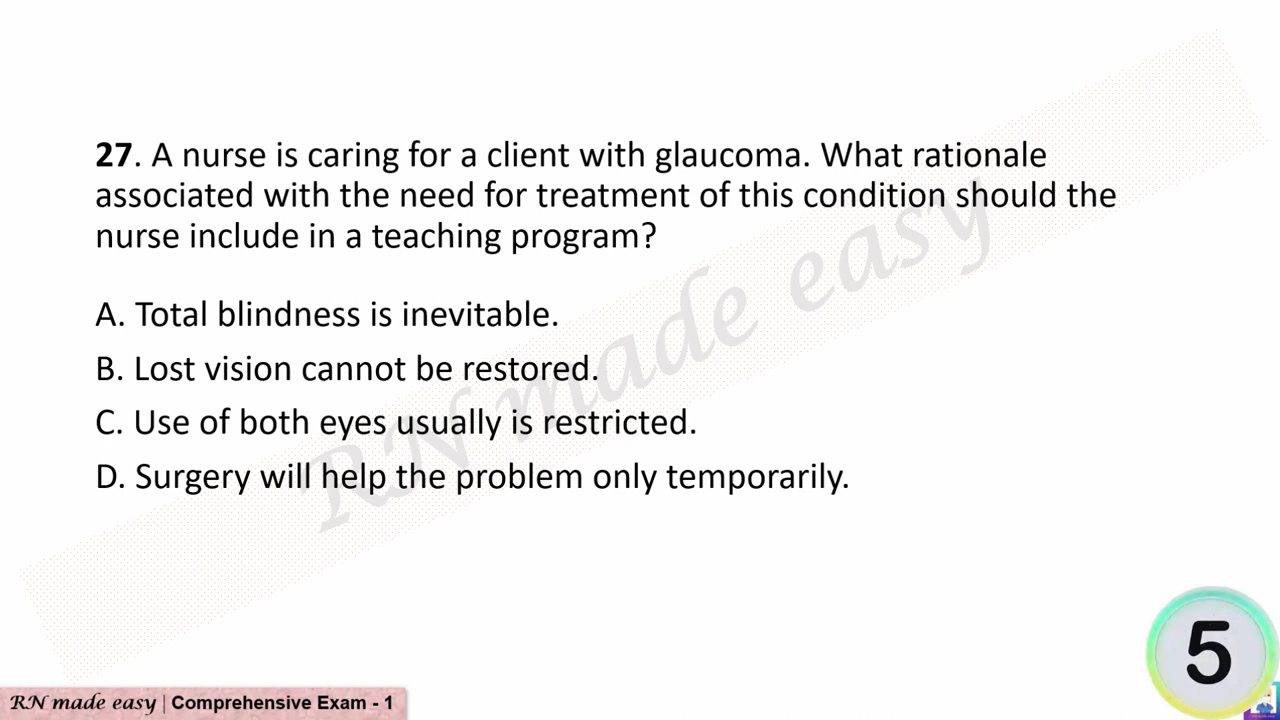 27. A nurse is caring for a client with glaucoma. What rationale
associated with the need for treatment of this condition should the
nurse include in a teaching program?
A. Total blindness is inevitable.
B. Lost vision cannot be restored.
C. Use of both eyes usually is restricted.
D. Surgery will help the problem only temporarily.
RN made easy
5
RN made easy | Comprehensive Exam - 1